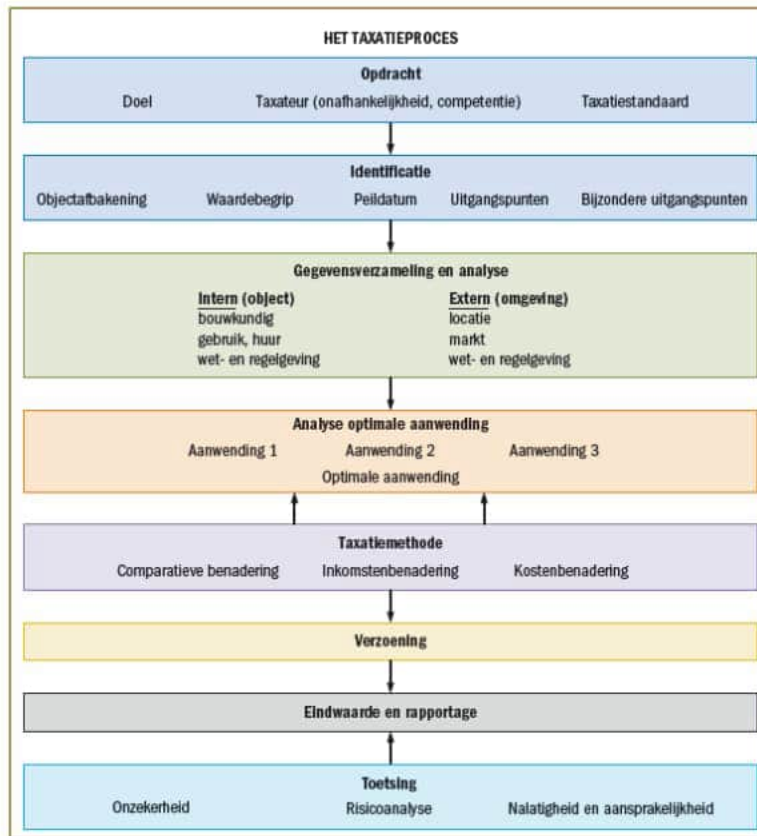 HET TAXATIEPROCES
Opdracht
Doel Taxateur (onafhankelijkheid, competentie) Taxatiestandaard
Identificatie
Objectafbakening Waardebegrip Peildatum Uitgangspunten Bijzondere uitgangspunten
Gegevensverzameling en analyse
Intern (object) Extern (omgeving)
bouwkundig locatie
gebruik, huur markt
wet- en regelgeving wet- en regelgeving
Analyse optimale aanwending
Aanwending 1 Aanwending 2 Aanwending 3
Optimale aanwending
Taxatiemethode
Comparatieve benadering Inkomstenbenadering Kostenbenadering
Verzoening
Eindwaarde en rapportage
Toetsing
Onzekerheid Risicoanalyse Nalatigheid en aansprakelijkheid